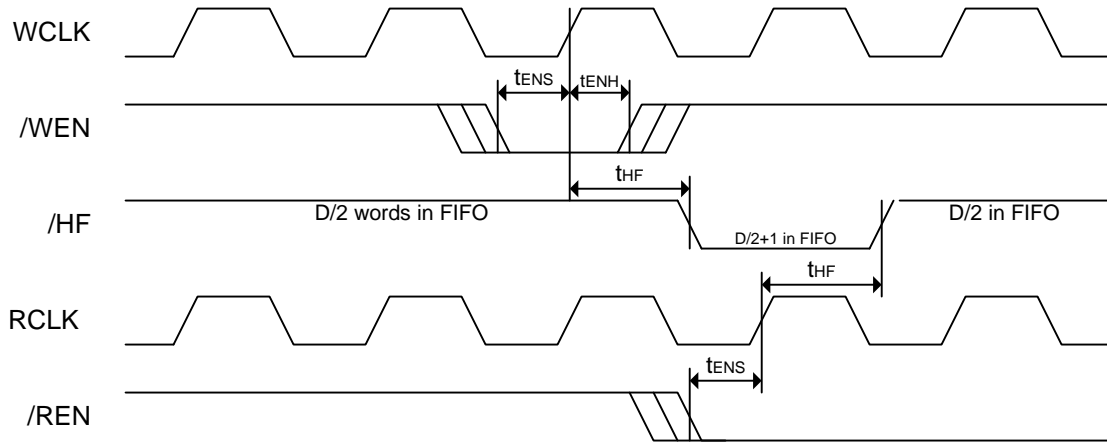 WCLK
tENS
tENH
/WEN
tHF
/HF
D/2 words in FIFO
D/2+1 in FIFO
D/2 in FIFO
tHF
RCLK
tENS
/REN